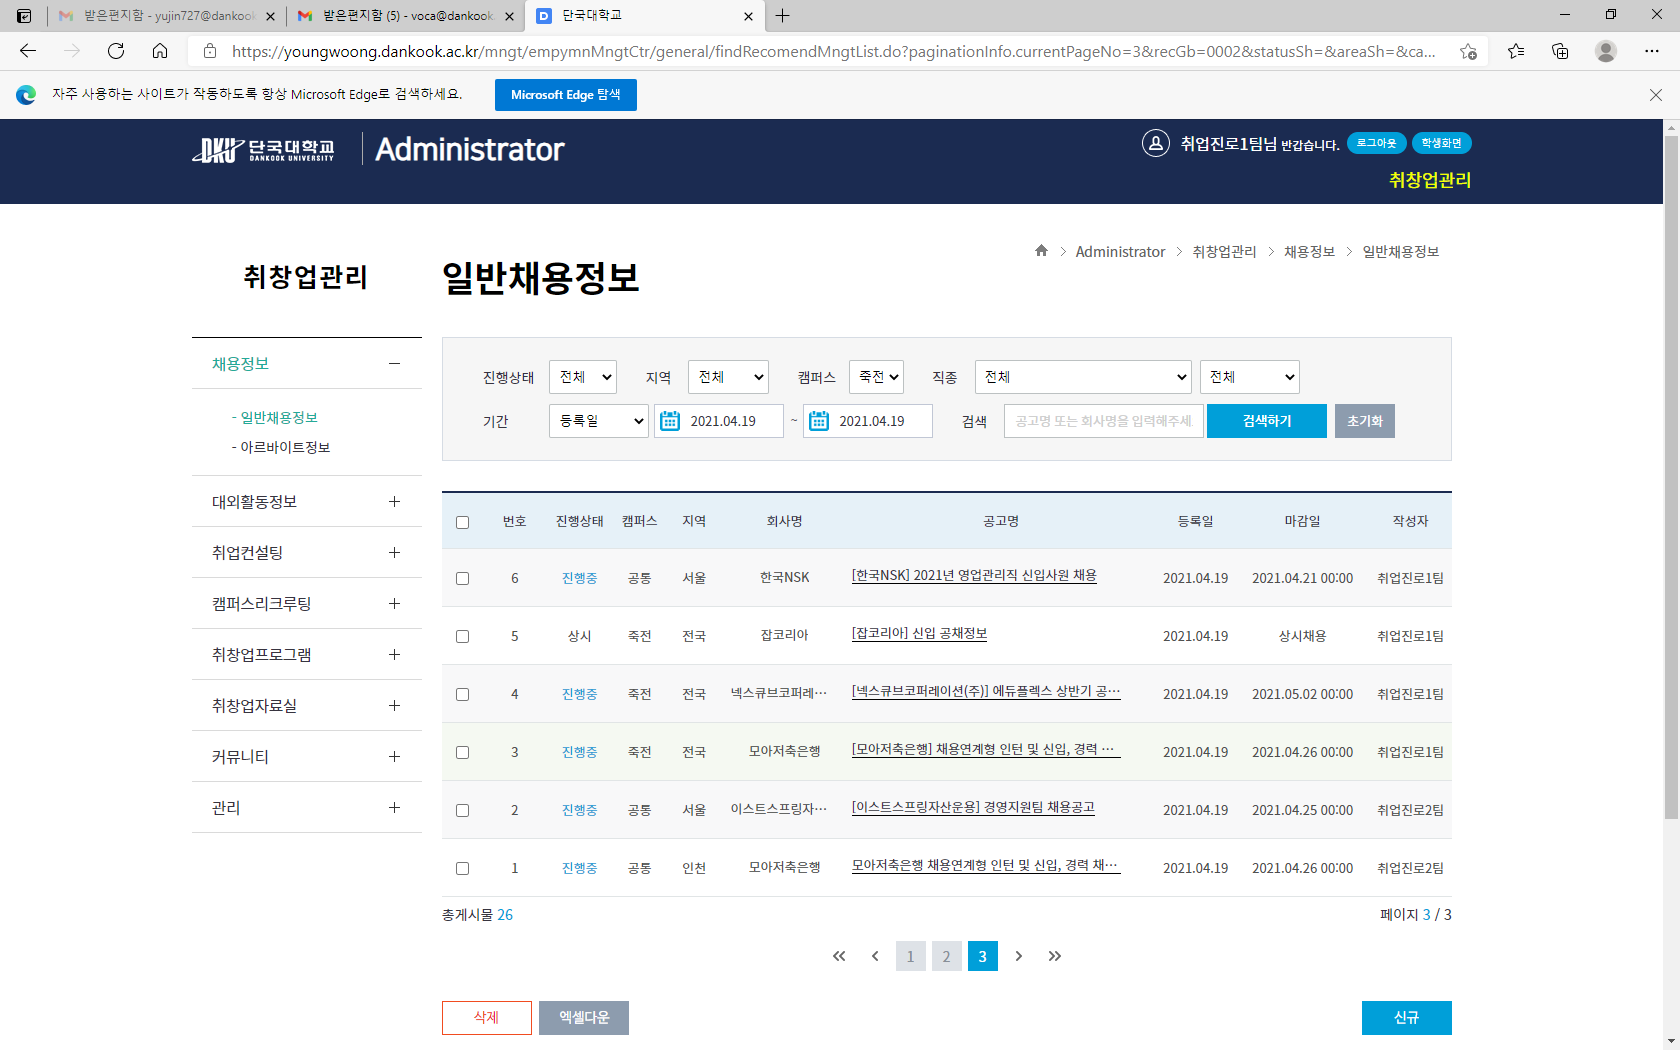 받은편지함 - yujin727@dankook
받은편지함 (5) - voca@dankook
단국대학교
https://youngwoong.dankook.ac.kr/mngt/empymnMngtCtr/general/findRecomendMngtList.do?paginationInfo.currentPageNo=3&recGb=0002&statusSh=&areaSh=&ca...
자주 사용하는 사이트가 작동하도록 항상 Microsoft Edge로 검색하세요.
Microsoft Edge 탐색
DKU 단국대학교 DANKOOK UNIVERSITY
Administrator
취업진로1팀님 반갑습니다.
로그아웃
학생화면
취창업관리
Administrator > 취창업관리 > 채용정보 > 일반채용정보
취창업관리
일반채용정보
채용정보
- 일반채용정보
- 아르바이트정보
대외활동정보
취업컨설팅
캠퍼스리크루팅
취창업프로그램
취창업자료실
커뮤니티
관리
진행상태 전체 지역 전체 캠퍼스 죽전 직종 전체 전체
기간 등록일 2021.04.19 ~ 2021.04.19 검색 공고명 또는 회사명을 입력해주세. 검색하기 초기화
번호 진행상태 캠퍼스 지역 회사명 공고명 등록일 마감일 작성자
6 진행중 공통 서울 한국NSK [한국NSK] 2021년 영업관리직 신입사원 채용 2021.04.19 2021.04.21 00:00 취업진로1팀
5 상시 죽전 전국 잡코리아 [잡코리아] 신입 공채정보 2021.04.19 상시채용 취업진로1팀
4 진행중 죽전 전국 넥스큐브코퍼레… [넥스큐브코퍼레이션(주)] 에듀플렉스 상반기 공… 2021.04.19 2021.05.02 00:00 취업진로1팀
3 진행중 죽전 전국 모아저축은행 [모아저축은행] 채용연계형 인턴 및 신입, 경력 … 2021.04.19 2021.04.26 00:00 취업진로1팀
2 진행중 공통 서울 이스트스프링자… [이스트스프링자산운용] 경영지원팀 채용공고 2021.04.19 2021.04.25 00:00 취업진로2팀
1 진행중 공통 인천 모아저축은행 모아저축은행 채용연계형 인턴 및 신입, 경력 채… 2021.04.19 2021.04.26 00:00 취업진로2팀
총게시물 26
페이지 3 / 3
1 2 3
삭제
엑셀다운
신규